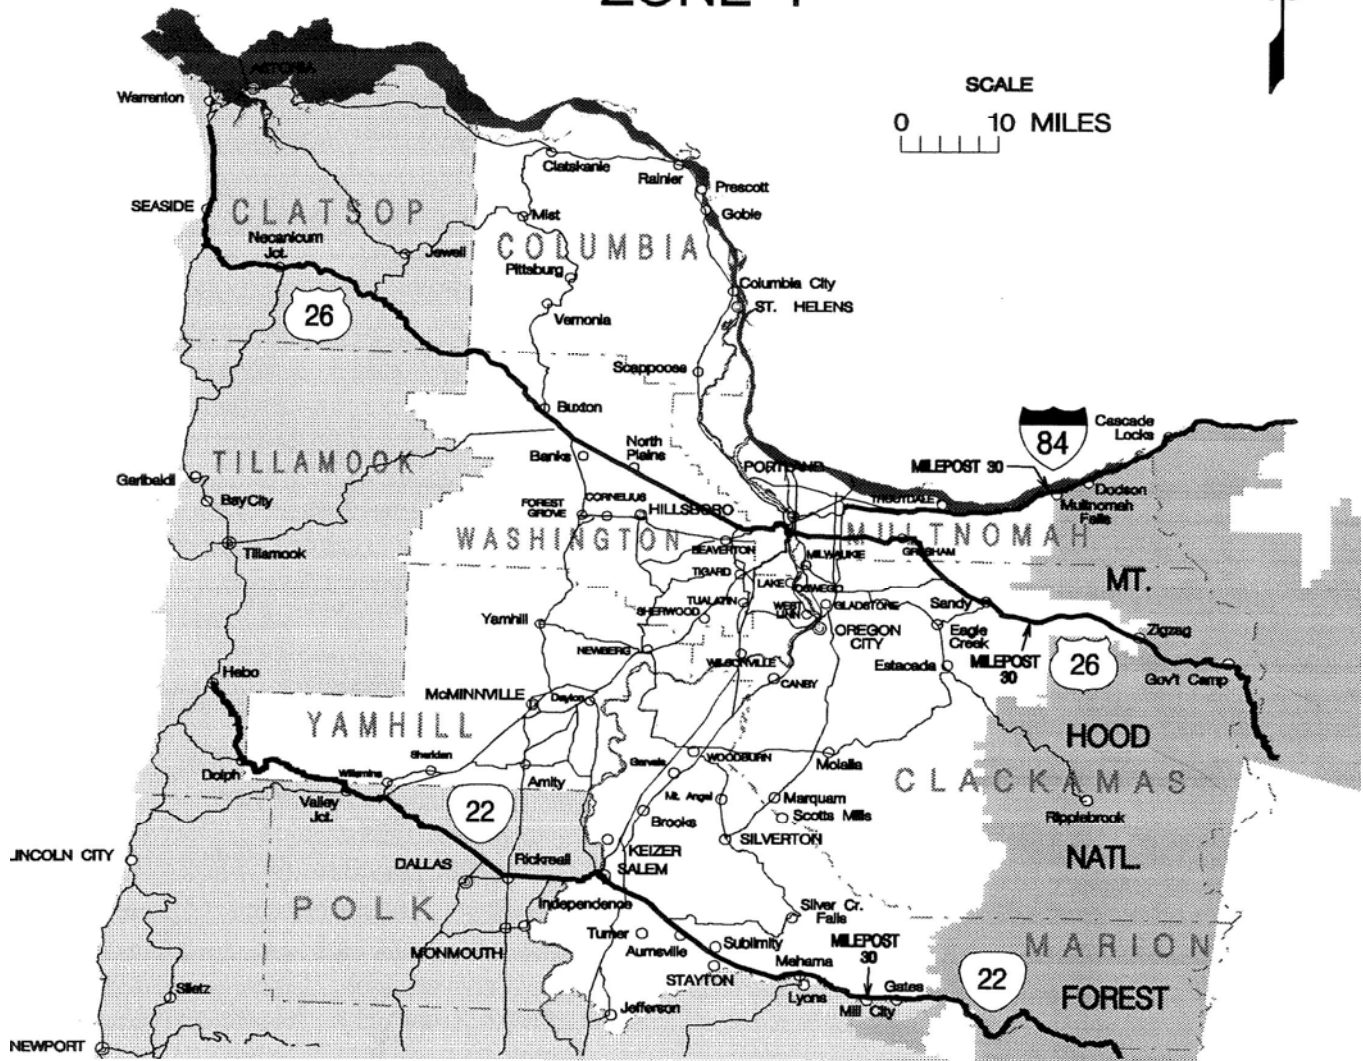 ZONE 1
SCALE
0 10 MILES
ASTORIA
Warrenton
Clatskanie
Rainier
Prescott
Goble
SEASIDE
CLATSOP
Necanicum
Jct.
Jewell
Mist
COLUMBIA
Pittsburg
Columbia City
ST. HELENS
26
Vernonia
Scappoose
Buxton
84
Cascade
Locks
TILLAMOOK
Banks
North
Plains
PORTLAND
MILEPOST 30
Dodson
Multnomah
Falls
Garibaldi
Bay City
FOREST
GROVE
CORNELIUS
HILLSBORO
TROUTDALE
WASHINGTON
MULTNOMAH
Tillamook
BEAVERTON
MILWAUKIE
GRESHAM
TIGARD
LAKE
OSWEGO
MT.
TUALATIN
SHERWOOD
WEST
LINN
GLADSTONE
Sandy
Yamhill
OREGON
CITY
Eagle
Creek
Zigzag
NEWBERG
WILSONVILLE
Estacada
MILEPOST
30
26
Gov't Camp
Hebo
CANBY
McMINNVILLE
Dayton
YAMHILL
HOOD
Sheridan
WOODBURN
Molalla
Dolph
Willamina
Amity
Gervais
CLACKAMAS
Valley
Jct.
22
Mt. Angel
Marquam
Brooks
Scotts Mills
Ripplebrook
KEIZER
SILVERTON
LINCOLN CITY
DALLAS
Rickreall
SALEM
NATL.
POLK
Independence
Silver Cr.
Falls
MONMOUTH
Turner
Aumsville
Sublimity
MILEPOST
30
MARION
STAYTON
Mehama
22
Siletz
Lyons
Gates
Mill City
FOREST
Jefferson
NEWPORT